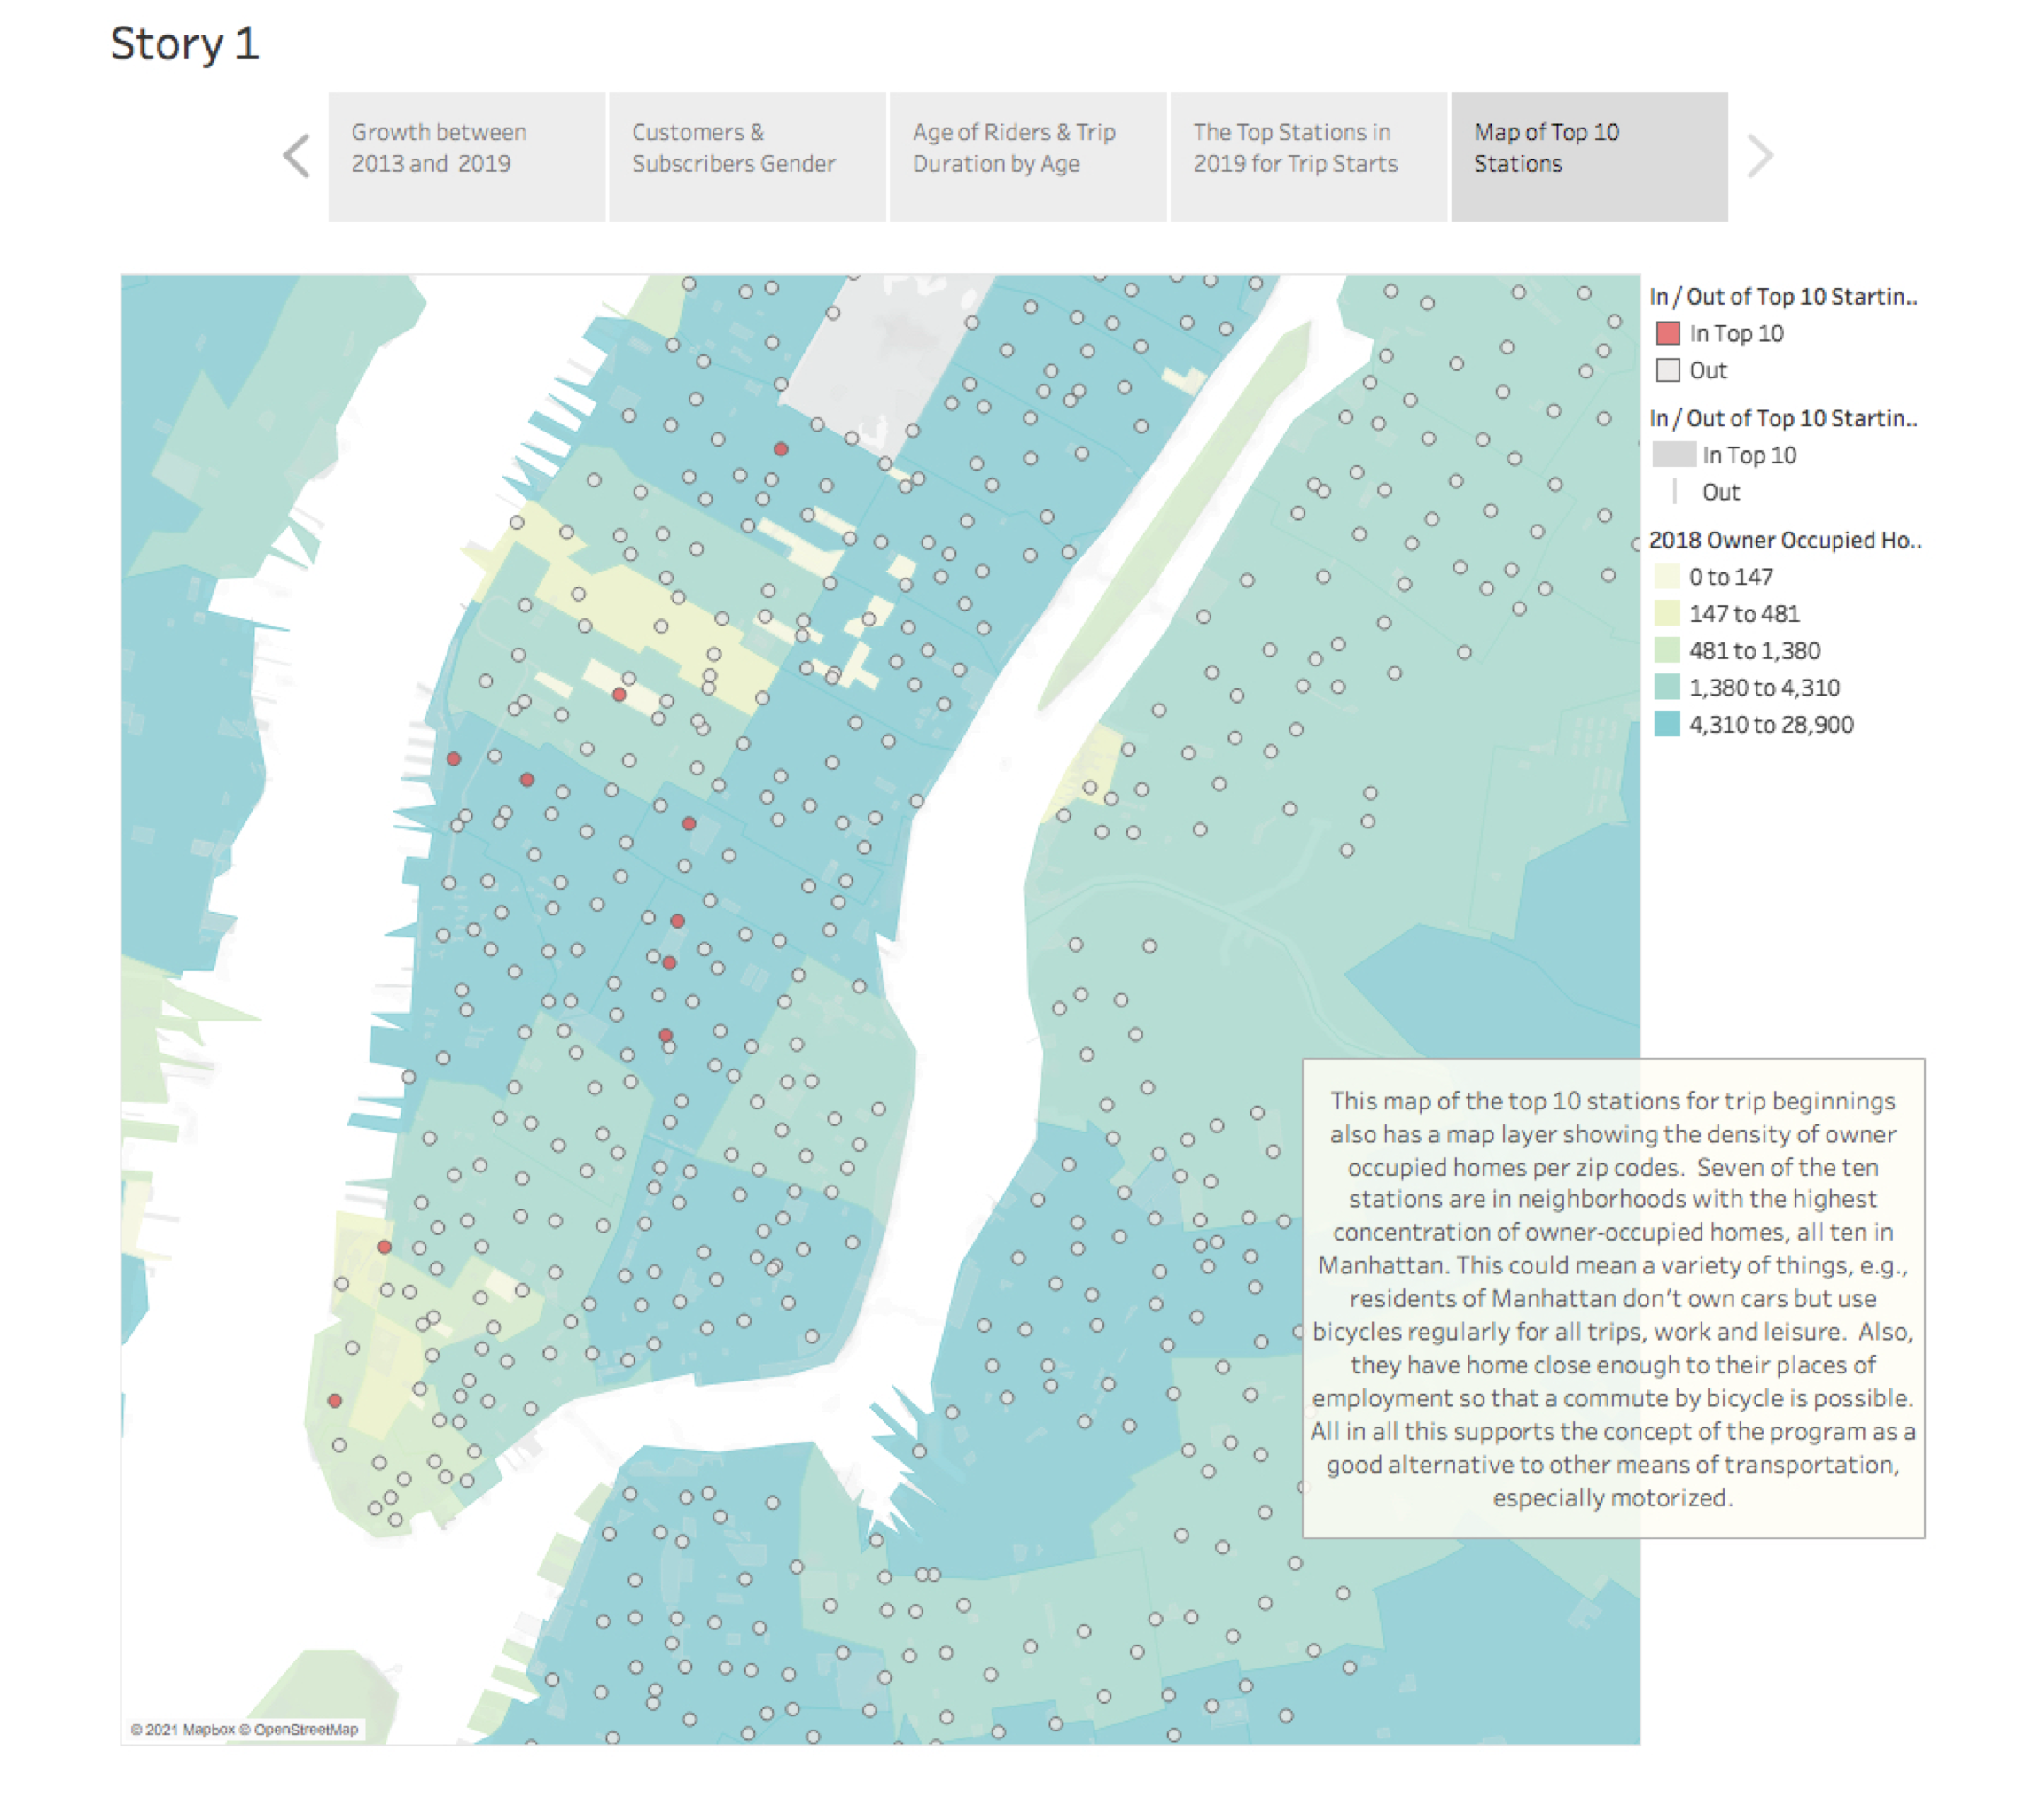 Story 1
Growth between
2013 and 2019
Customers &
Subscribers Gender
Age of Riders & Trip
Duration by Age
The Top Stations in
2019 for Trip Starts
Map of Top 10
Stations
In / Out of Top 10 Startin..
In Top 10
Out
In / Out of Top 10 Startin..
In Top 10
Out
2018 Owner Occupied Ho..
0 to 147
147 to 481
481 to 1,380
1,380 to 4,310
4,310 to 28,900
This map of the top 10 stations for trip beginnings
also has a map layer showing the density of owner
occupied homes per zip codes. Seven of the ten
stations are in neighborhoods with the highest
concentration of owner-occupied homes, all ten in
Manhattan. This could mean a variety of things, e.g.,
residents of Manhattan don't own cars but use
bicycles regularly for all trips, work and leisure. Also,
they have home close enough to their places of
employment so that a commute by bicycle is possible.
All in all this supports the concept of the program as a
good alternative to other means of transportation,
especially motorized.
© 2021 Mapbox © OpenStreetMap